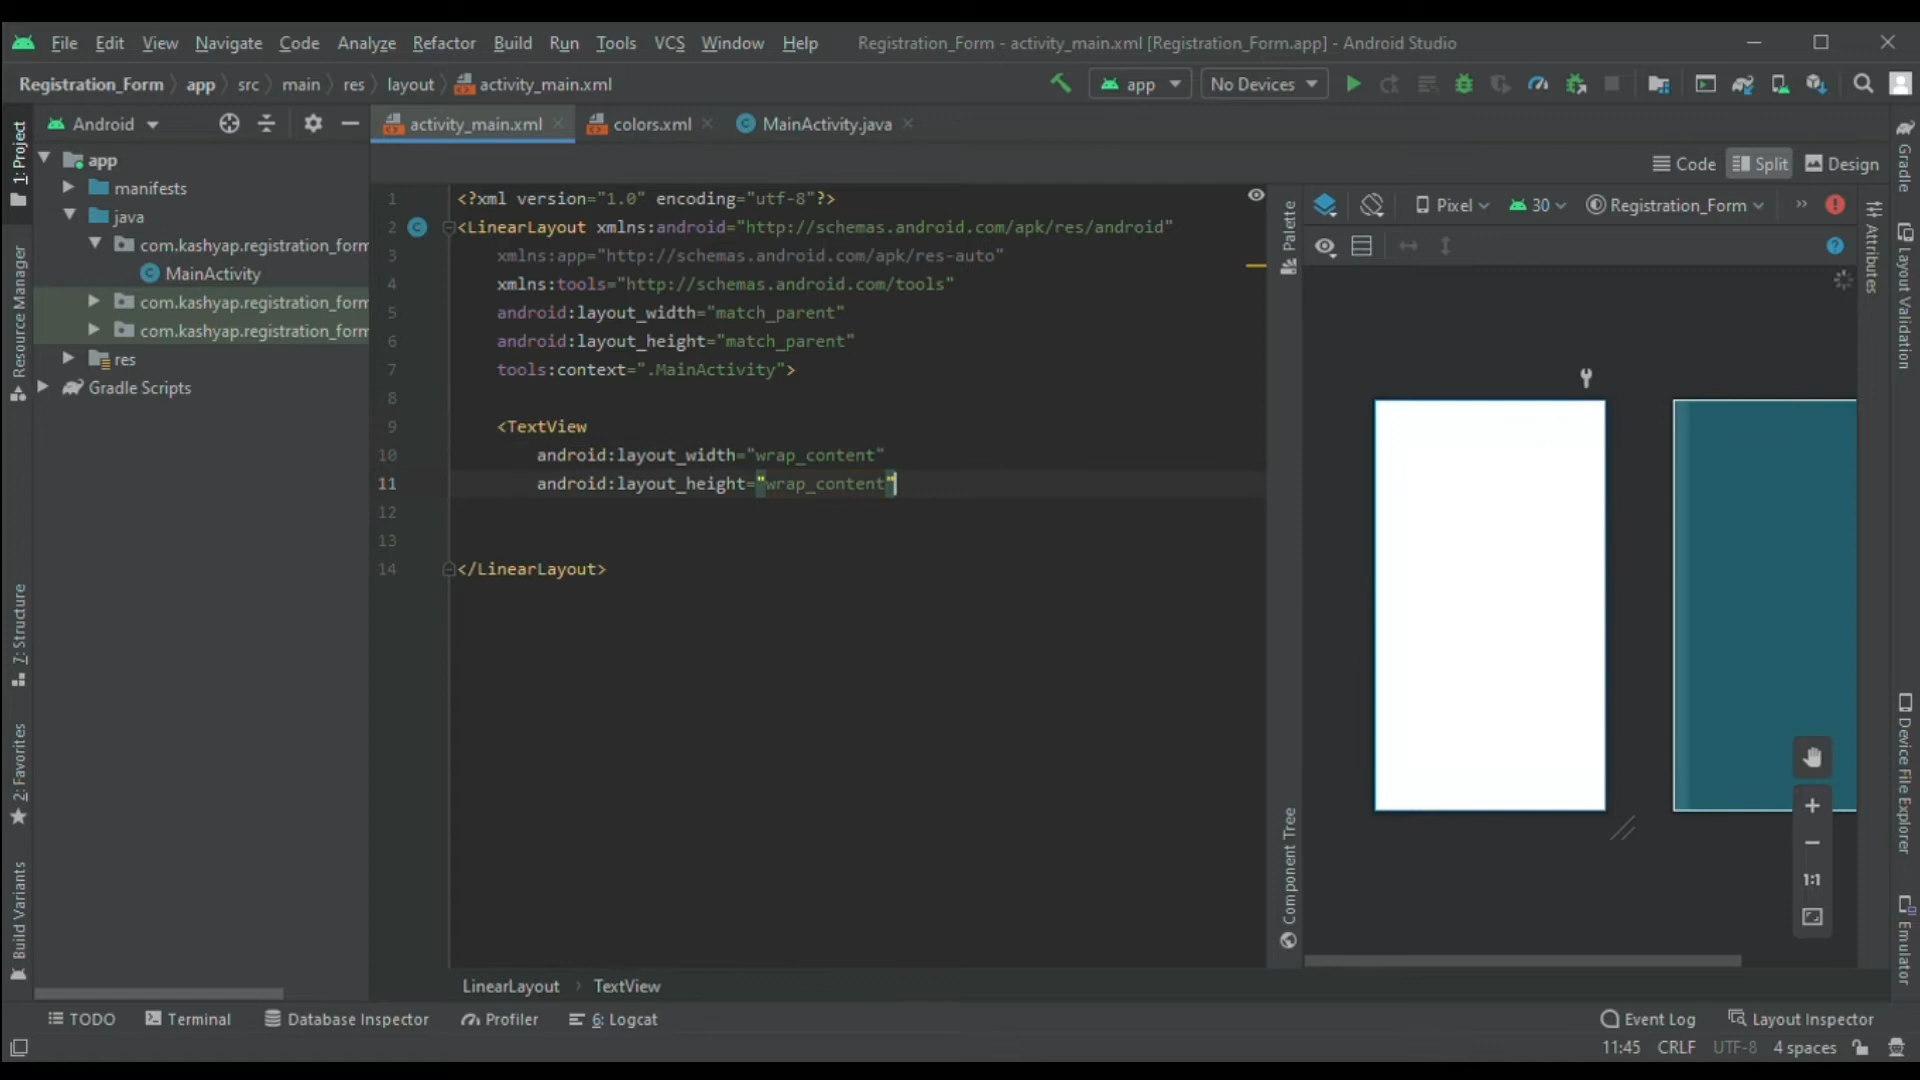 File Edit View Navigate Code Analyze Refactor Build Run Tools VCS Window Help Registration_Form - activity_main.xml [Registration_Form.app] - Android Studio
Registration_Form app src main res layout activity_main.xml app No Devices
1: Project
Android
activity_main.xml colors.xml MainActivity.java
app
manifests
java
com.kashyap.registration_form
MainActivity
com.kashyap.registration_form
com.kashyap.registration_form
res
Gradle Scripts
Resource Manager
7: Structure
2: Favorites
Build Variants
Code Split Design
1 <?xml version="1.0" encoding="utf-8"?>
2 <LinearLayout xmlns:android="http://schemas.android.com/apk/res/android"
3 xmlns:app="http://schemas.android.com/apk/res-auto"
4 xmlns:tools="http://schemas.android.com/tools"
5 android:layout_width="match_parent"
6 android:layout_height="match_parent"
7 tools:context=".MainActivity">
8
9 <TextView
10 android:layout_width="wrap_content"
11 android:layout_height="wrap_content"
12
13
14 </LinearLayout>
Palette
Pixel 30 Registration_Form »
Component Tree
1:1
Attributes
Gradle
Layout Validation
Device File Explorer
Emulator
LinearLayout TextView
TODO Terminal Database Inspector Profiler 6: Logcat Event Log Layout Inspector
11:45 CRLF UTF-8 4 spaces